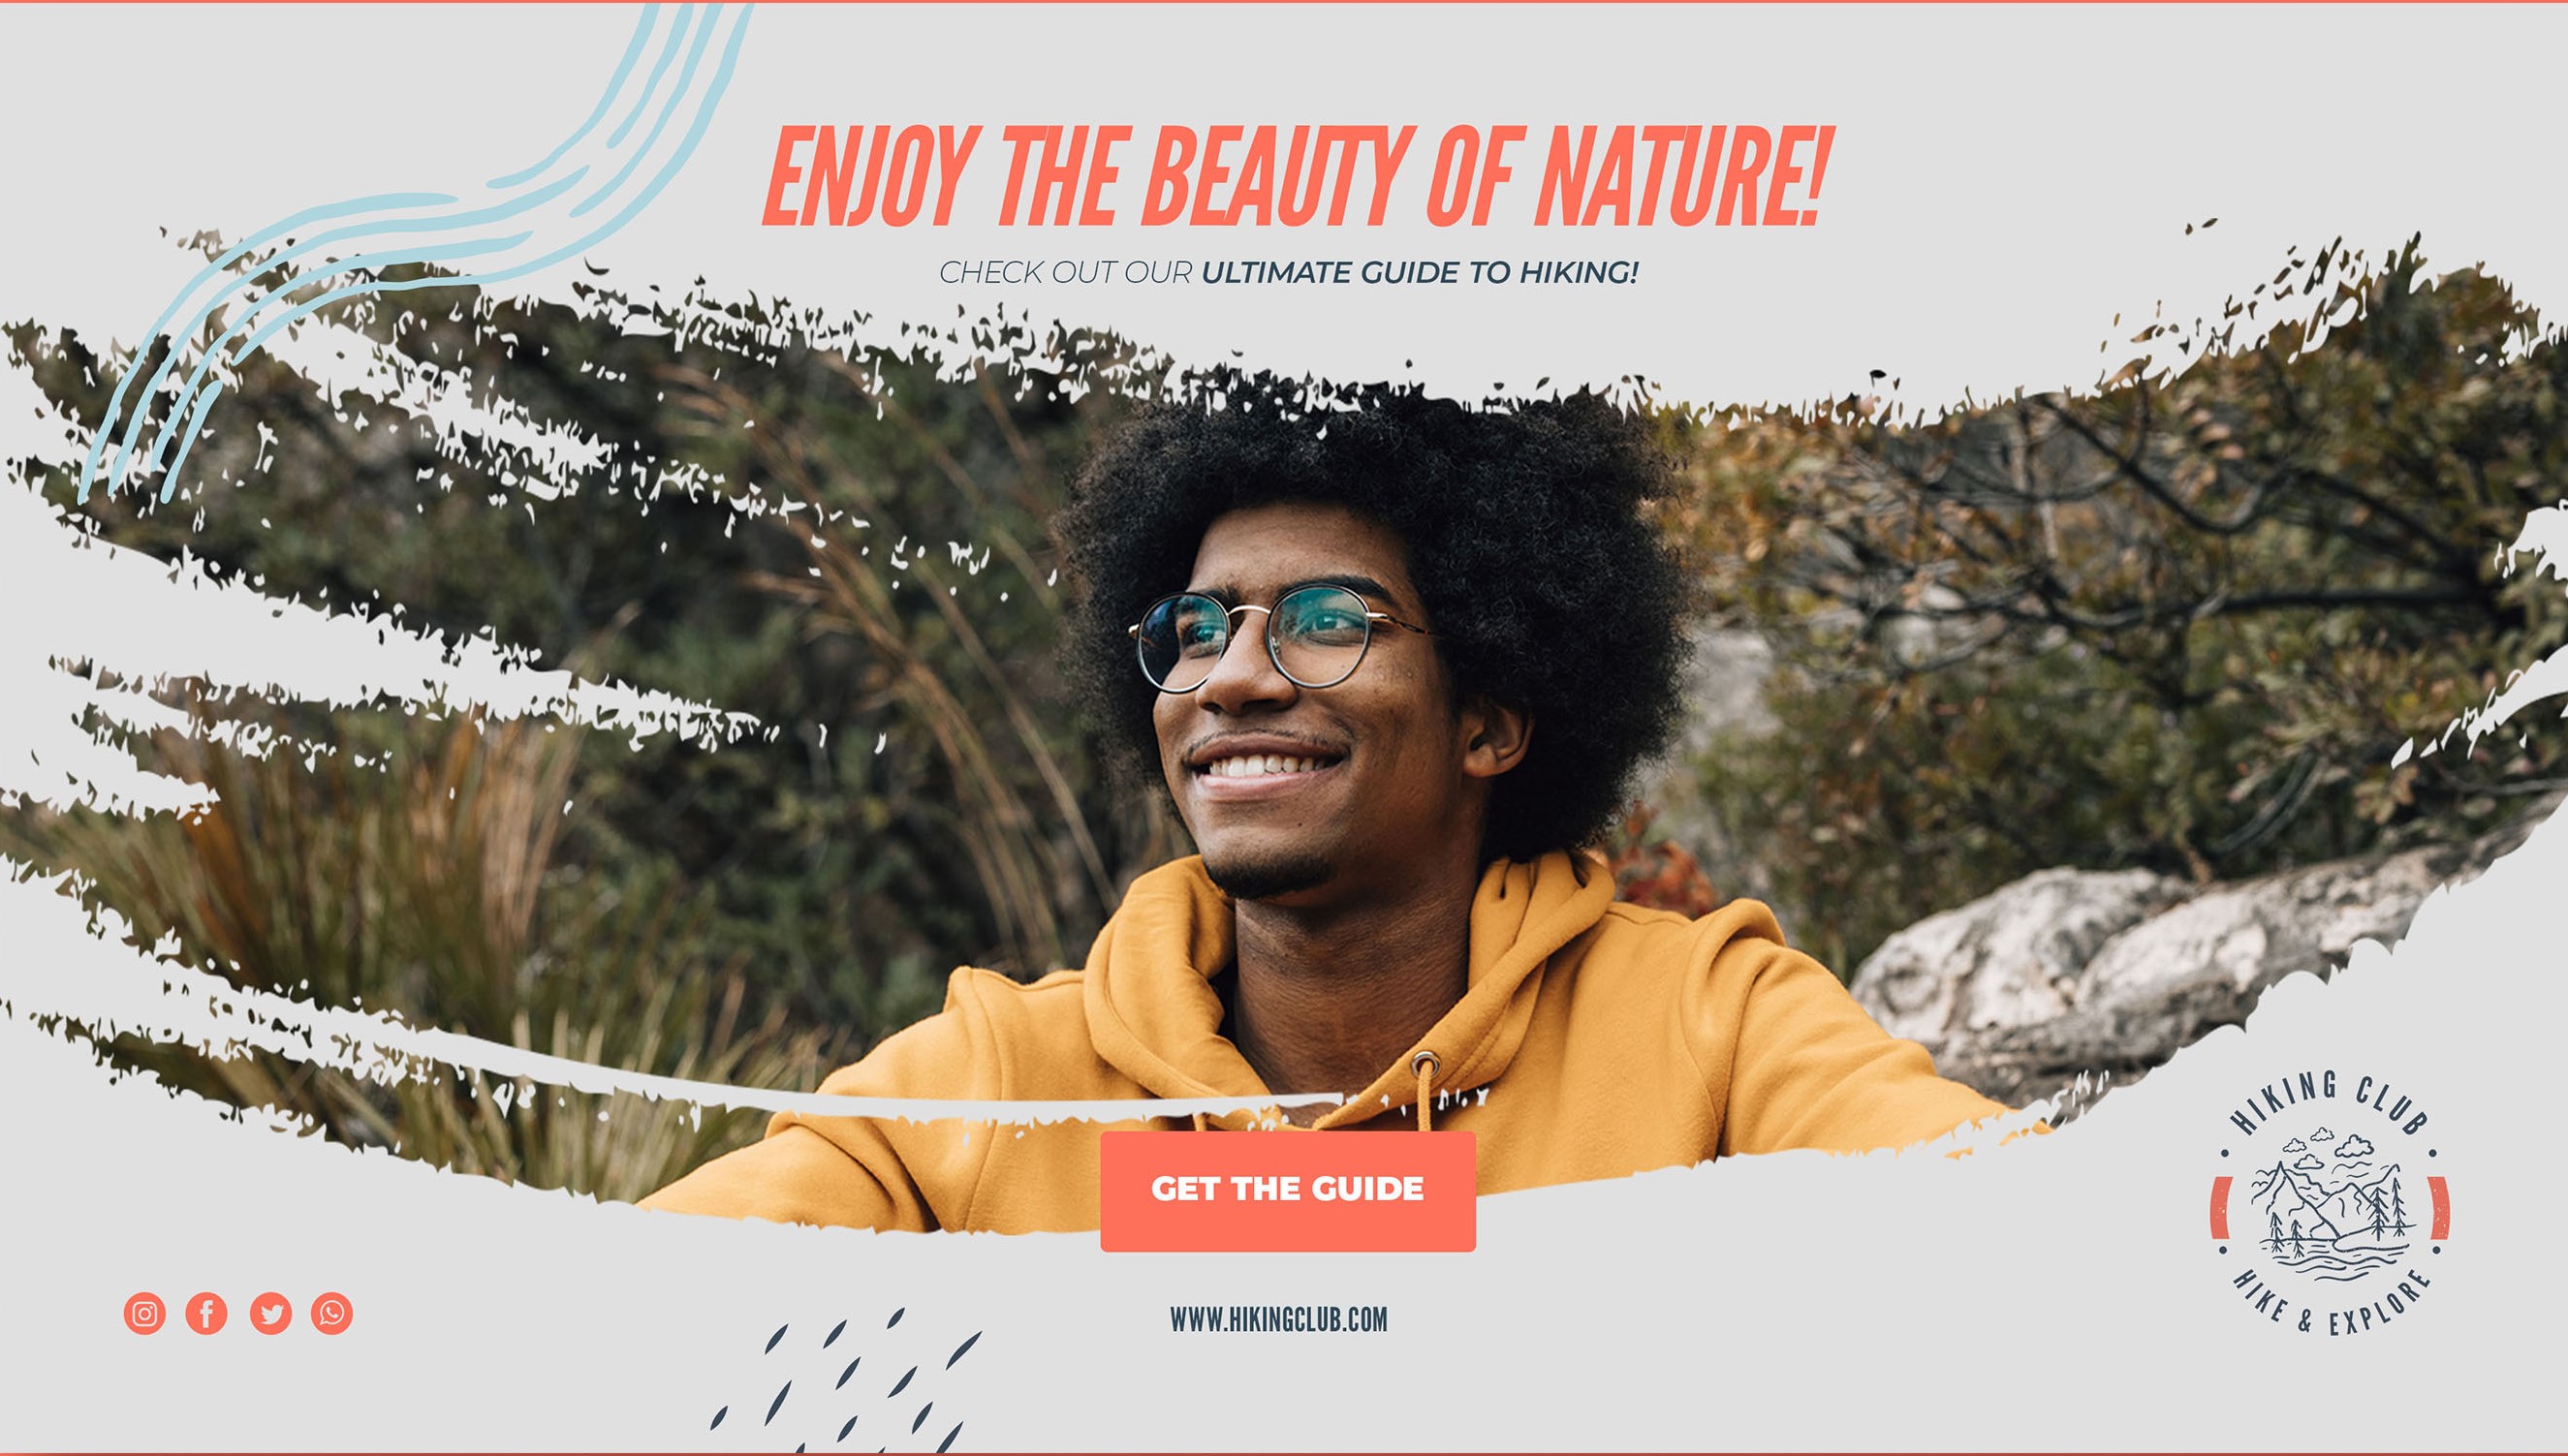 ENJOY THE BEAUTY OF NATURE!
CHECK OUT OUR ULTIMATE GUIDE TO HIKING!
GET THE GUIDE
WWW.HIKINGCLUB.COM
HIKING CLUB
HIKE & EXPLORE